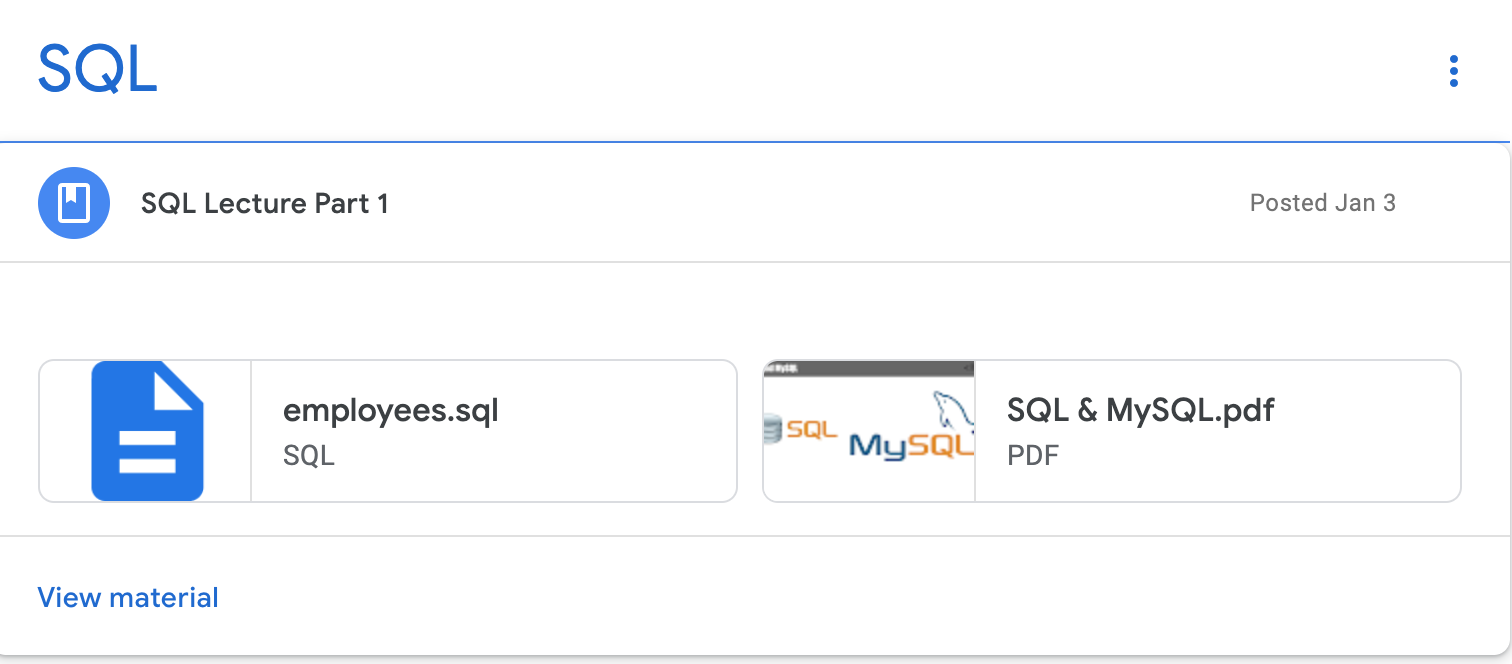 SQL
SQL Lecture Part 1
Posted Jan 3
employees.sql
SQL
SQL
MySQL
SQL & MySQL.pdf
PDF
View material